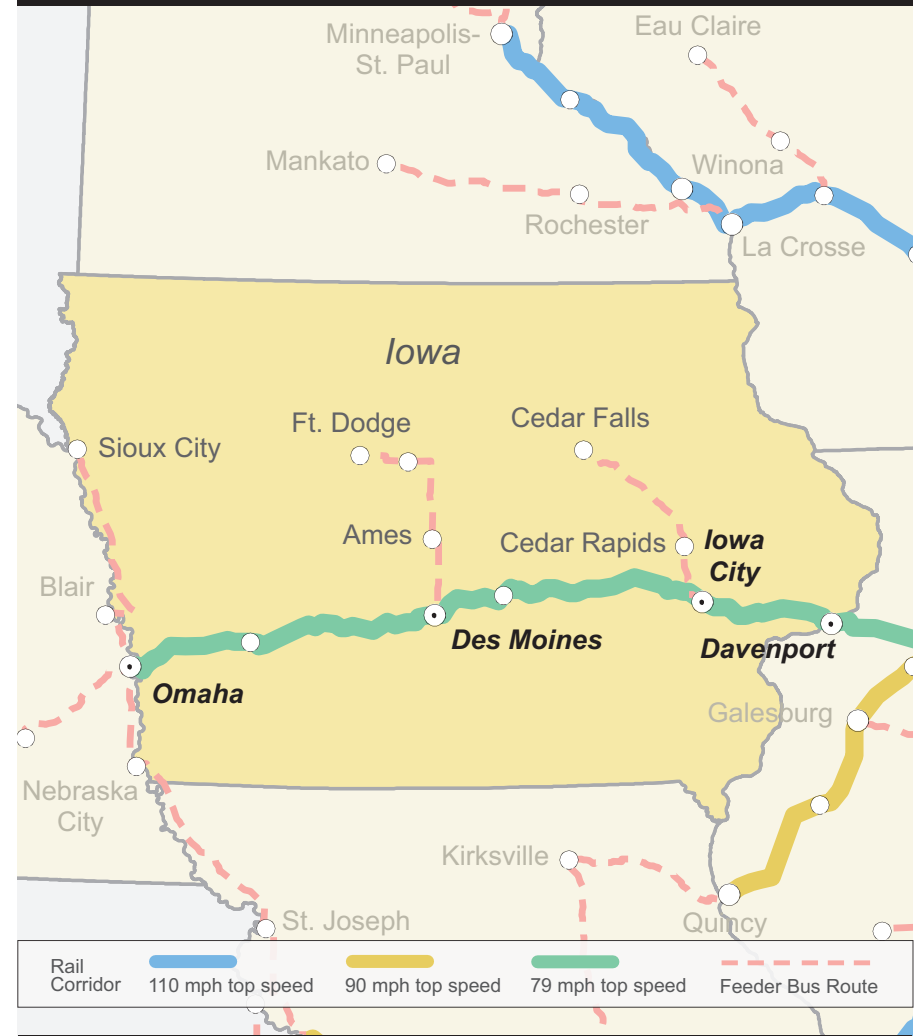 Minneapolis-
St. Paul
Eau Claire
Mankato
Winona
Rochester
La Crosse
Iowa
Ft. Dodge
Cedar Falls
Sioux City
Ames
Cedar Rapids
Iowa
City
Blair
Des Moines
Davenport
Omaha
Galesburg
Nebraska
City
Kirksville
Quincy
St. Joseph
Rail
Corridor
110 mph top speed
90 mph top speed
79 mph top speed
Feeder Bus Route